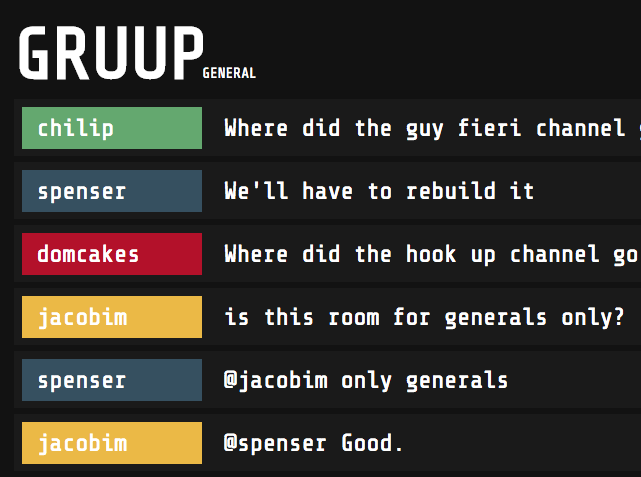 GRUUP GENERAL
chilip Where did the guy fieri channel
spenser We'll have to rebuild it
domcakes Where did the hook up channel go
jacobim is this room for generals only?
spenser @jacobim only generals
jacobim @spenser Good.